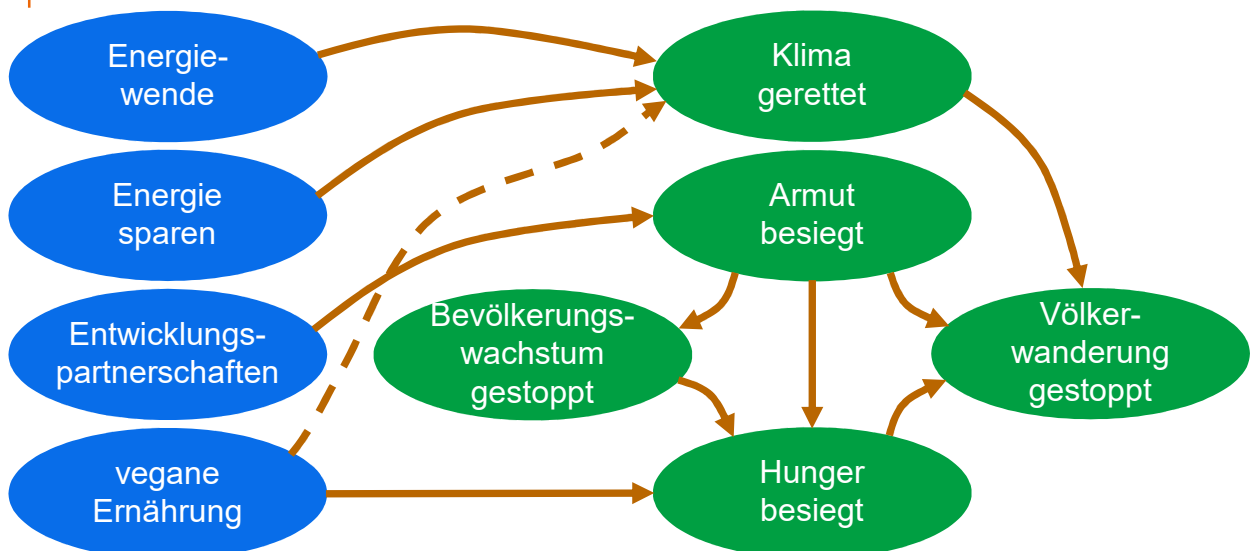 Energie-
wende
Klima
gerettet
Energie
sparen
Armut
besiegt
Entwicklungs-
partnerschaften
Bevölkerungs-
wachstum
gestoppt
Völker-
wanderung
gestoppt
vegane
Ernährung
Hunger
besiegt